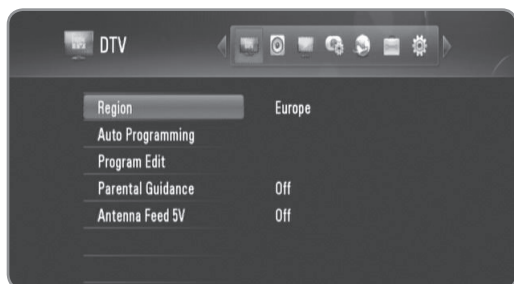 DTV
Region Europe
Auto Programming
Program Edit
Parental Guidance Off
Antenna Feed 5V Off